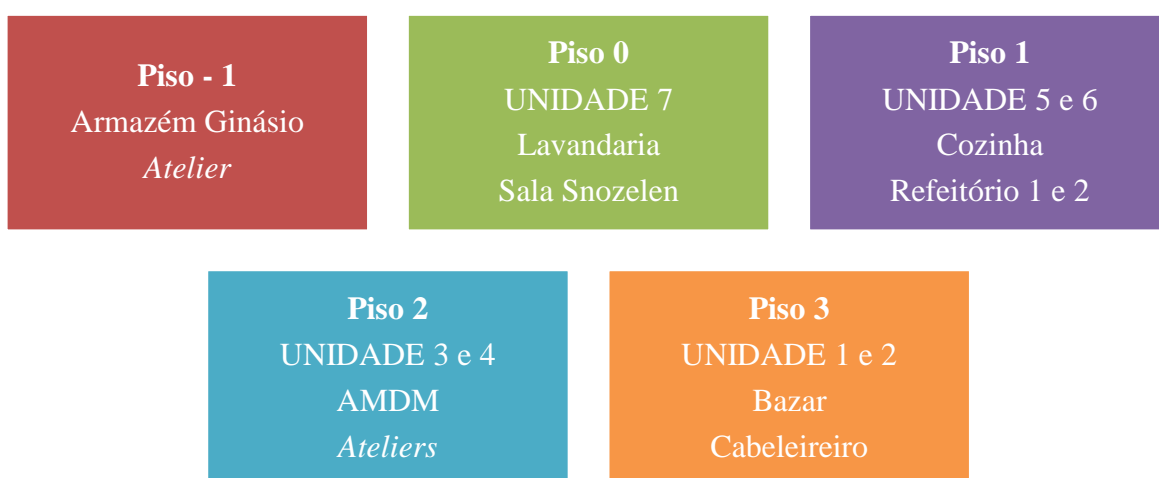 Piso - 1
Armazém Ginásio
Atelier
Piso 0
UNIDADE 7
Lavandaria
Sala Snozelen
Piso 1
UNIDADE 5 e 6
Cozinha
Refeitório 1 e 2
Piso 2
UNIDADE 3 e 4
AMDM
Ateliers
Piso 3
UNIDADE 1 e 2
Bazar
Cabeleireiro